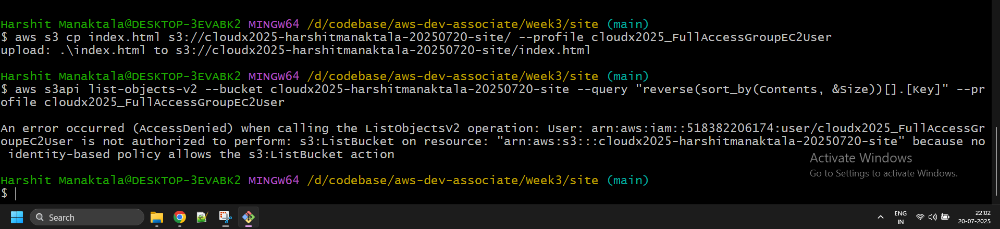 Harshit Manaktala@DESKTOP-3EVABK2 MINGW64 /d/codebase/aws-dev-associate/Week3/site (main)
$ aws s3 cp index.html s3://cloudx2025-harshitmanaktala-20250720-site/ --profile cloudx2025_FullAccessGroupEC2User
upload: .\index.html to s3://cloudx2025-harshitmanaktala-20250720-site/index.html
Harshit Manaktala@DESKTOP-3EVABK2 MINGW64 /d/codebase/aws-dev-associate/Week3/site (main)
$ aws s3api list-objects-v2 --bucket cloudx2025-harshitmanaktala-20250720-site --query "reverse(sort_by(Contents, &Size))[].[Key]" --pr
ofile cloudx2025_FullAccessGroupEC2User
An error occurred (AccessDenied) when calling the ListObjectsV2 operation: User: arn:aws:iam::518382206174:user/cloudx2025_FullAccessGr
oupEC2User is not authorized to perform: s3:ListBucket on resource: "arn:aws:s3:::cloudx2025-harshitmanaktala-20250720-site" because no
 identity-based policy allows the s3:ListBucket action
Activate Windows
Go to Settings to activate Windows.
Harshit Manaktala@DESKTOP-3EVABK2 MINGW64 /d/codebase/aws-dev-associate/Week3/site (main)
$
Search
ENG
IN
22:02
20-07-2025